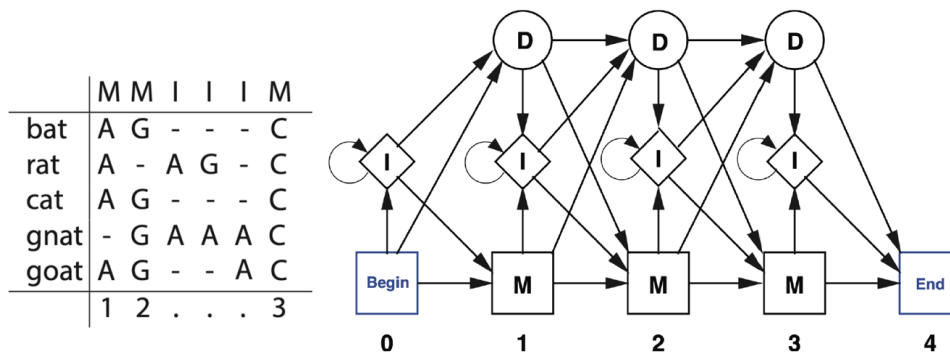 M M I I I M
bat A G - - - C
rat A - A G - C
cat A G - - - C
gnat - G A A A C
goat A G - - A C
1 2 . . . 3
D D D
I I I I
Begin M M M End
0 1 2 3 4